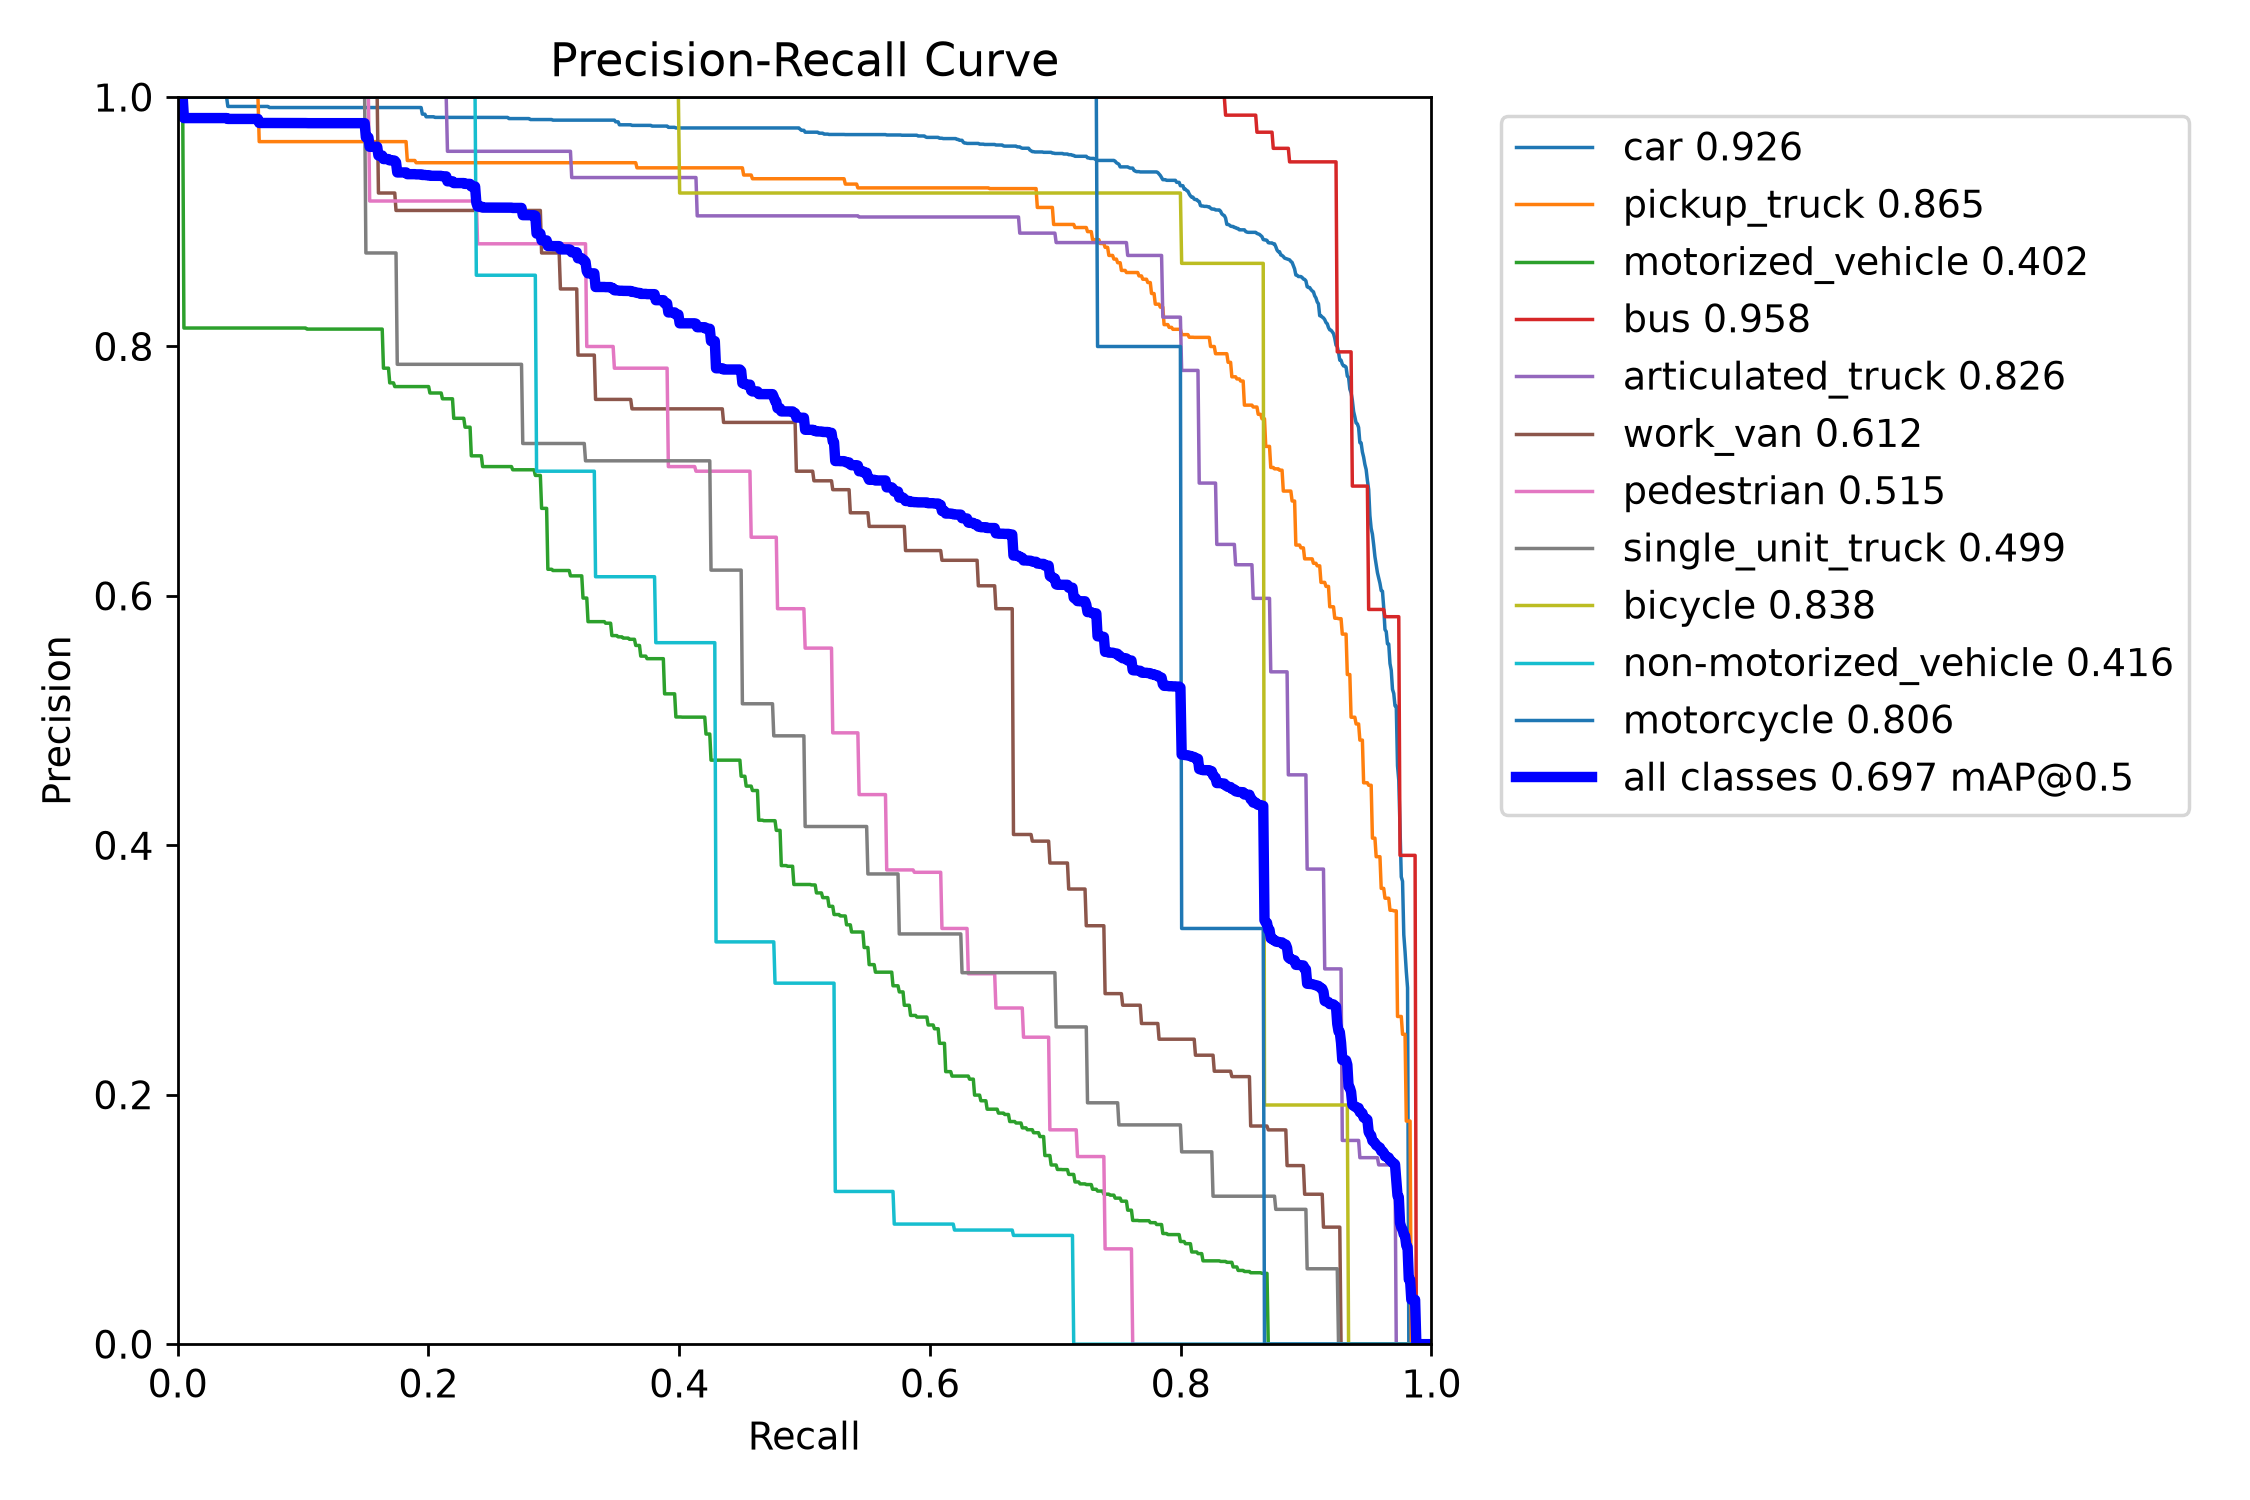 Precision-Recall Curve
1.0
0.8
0.6
0.4
0.2
0.0
Precision
0.0 0.2 0.4 0.6 0.8 1.0
Recall
car 0.926
pickup_truck 0.865
motorized_vehicle 0.402
bus 0.958
articulated_truck 0.826
work_van 0.612
pedestrian 0.515
single_unit_truck 0.499
bicycle 0.838
non-motorized_vehicle 0.416
motorcycle 0.806
all classes 0.697 mAP@0.5